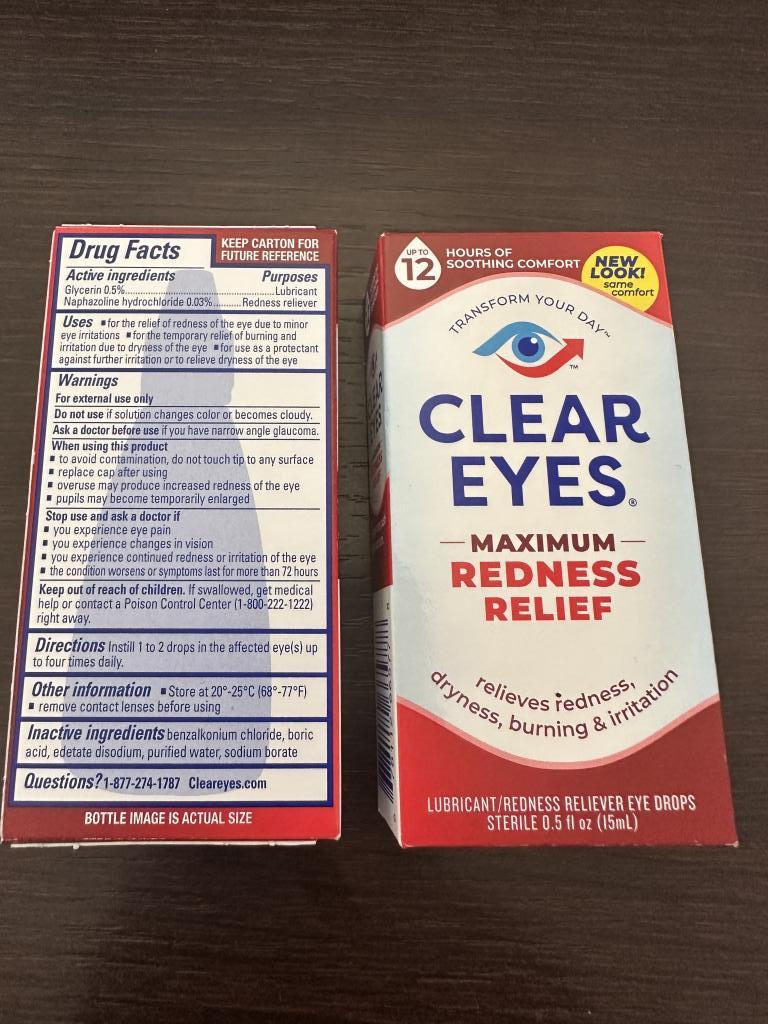 Drug Facts
KEEP CARTON FOR
FUTURE REFERENCE
Active ingredients Purposes
Glycerin 0.5%..........Lubricant
Naphazoline hydrochloride 0.03%..........Redness reliever
Uses ■ for the relief of redness of the eye due to minor
eye irritations ■ for the temporary relief of burning and
irritation due to dryness of the eye ■ for use as a protectant
against further irritation or to relieve dryness of the eye
Warnings
For external use only
Do not use if solution changes color or becomes cloudy.
Ask a doctor before use if you have narrow angle glaucoma.
When using this product
■ to avoid contamination, do not touch tip to any surface
■ replace cap after using
■ overuse may produce increased redness of the eye
■ pupils may become temporarily enlarged
Stop use and ask a doctor if
■ you experience eye pain
■ you experience changes in vision
■ you experience continued redness or irritation of the eye
■ the condition worsens or symptoms last for more than 72 hours
Keep out of reach of children. If swallowed, get medical
help or contact a Poison Control Center (1-800-222-1222)
right away.
Directions Instill 1 to 2 drops in the affected eye(s) up
to four times daily.
Other information ■ Store at 20°-25°C (68°-77°F)
■ remove contact lenses before using
Inactive ingredients benzalkonium chloride, boric
acid, edetate disodium, purified water, sodium borate
Questions? 1-877-274-1787 Cleareyes.com
BOTTLE IMAGE IS ACTUAL SIZE
UP TO
12
HOURS OF
SOOTHING COMFORT
NEW
LOOK!
same
comfort
TRANSFORM YOUR DAY™
™
CLEAR
EYES®
MAXIMUM
REDNESS
RELIEF
relieves redness,
dryness, burning & irritation
LUBRICANT/REDNESS RELIEVER EYE DROPS
STERILE 0.5 fl oz (15mL)
CLEAR
EYES